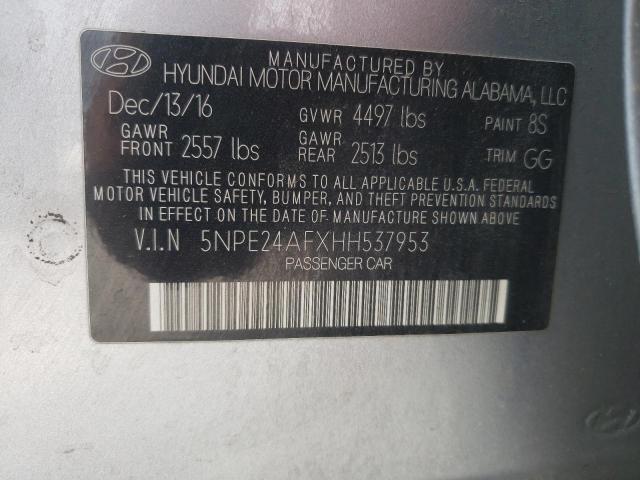 MANUFACTURED BY
HYUNDAI MOTOR MANUFACTURING ALABAMA, LLC
Dec/13/16 GVWR 4497 lbs PAINT 8S
GAWR FRONT 2557 lbs GAWR REAR 2513 lbs TRIM GG
THIS VEHICLE CONFORMS TO ALL APPLICABLE U.S.A. FEDERAL
MOTOR VEHICLE SAFETY, BUMPER, AND THEFT PREVENTION STANDARDS
IN EFFECT ON THE DATE OF MANUFACTURE SHOWN ABOVE.
V.I.N 5NPE24AFXHH537953
PASSENGER CAR